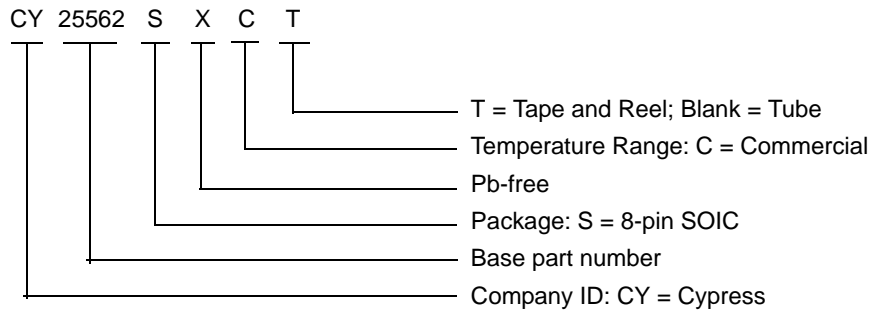 CY 25562 S X C T
T = Tape and Reel; Blank = Tube
Temperature Range: C = Commercial
Pb-free
Package: S = 8-pin SOIC
Base part number
Company ID: CY = Cypress